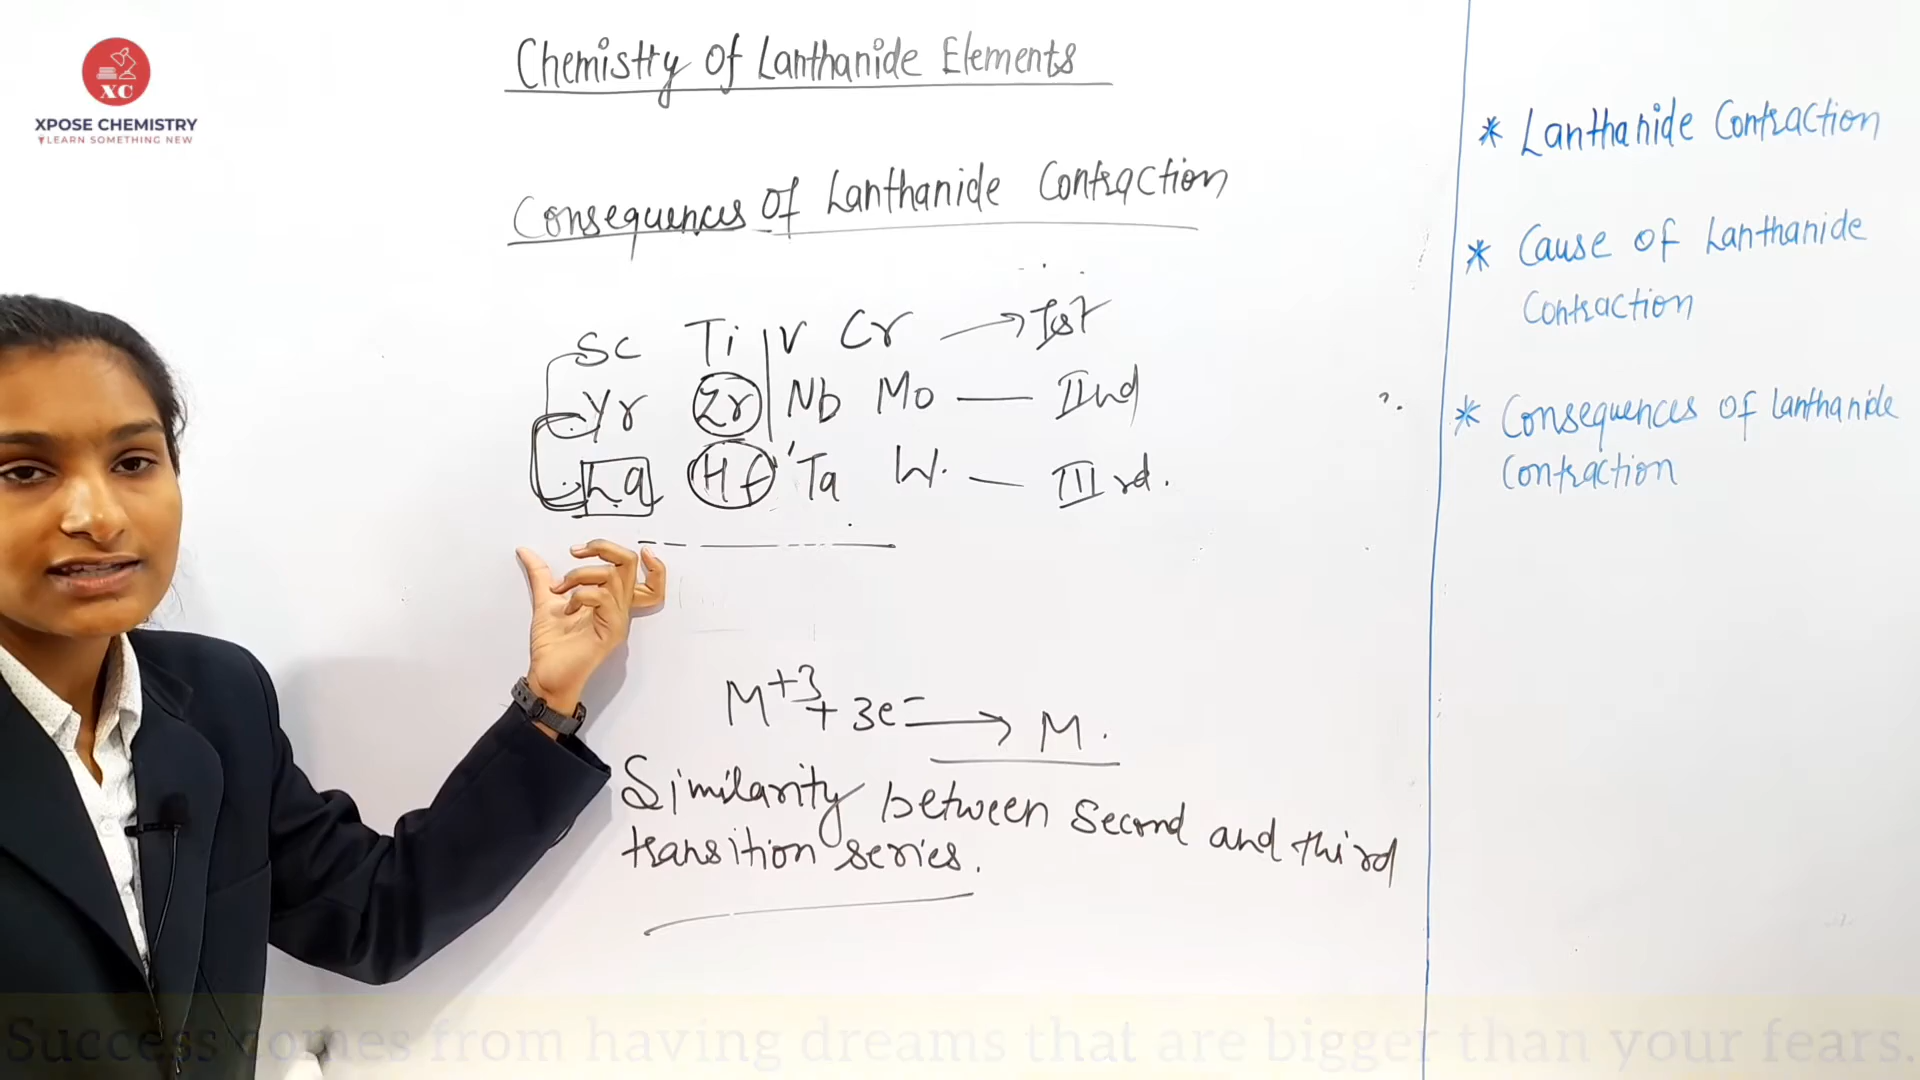 XC
XPOSE CHEMISTRY
LEARN SOMETHING NEW
Chemistry Of Lanthanide Elements
Consequences Of Lanthanide Contraction
Sc Ti V Cr → Ist
Yr Zr Nb Mo — IInd
La Hf Ta W. — IIIrd.
M+3 + 3e- → M.
Similarity between Second and third
transition series.
* Lanthanide Contraction
* Cause of Lanthanide
Contraction
* Consequences of Lanthanide
Contraction
Success comes from having dreams that are bigger than your fears.